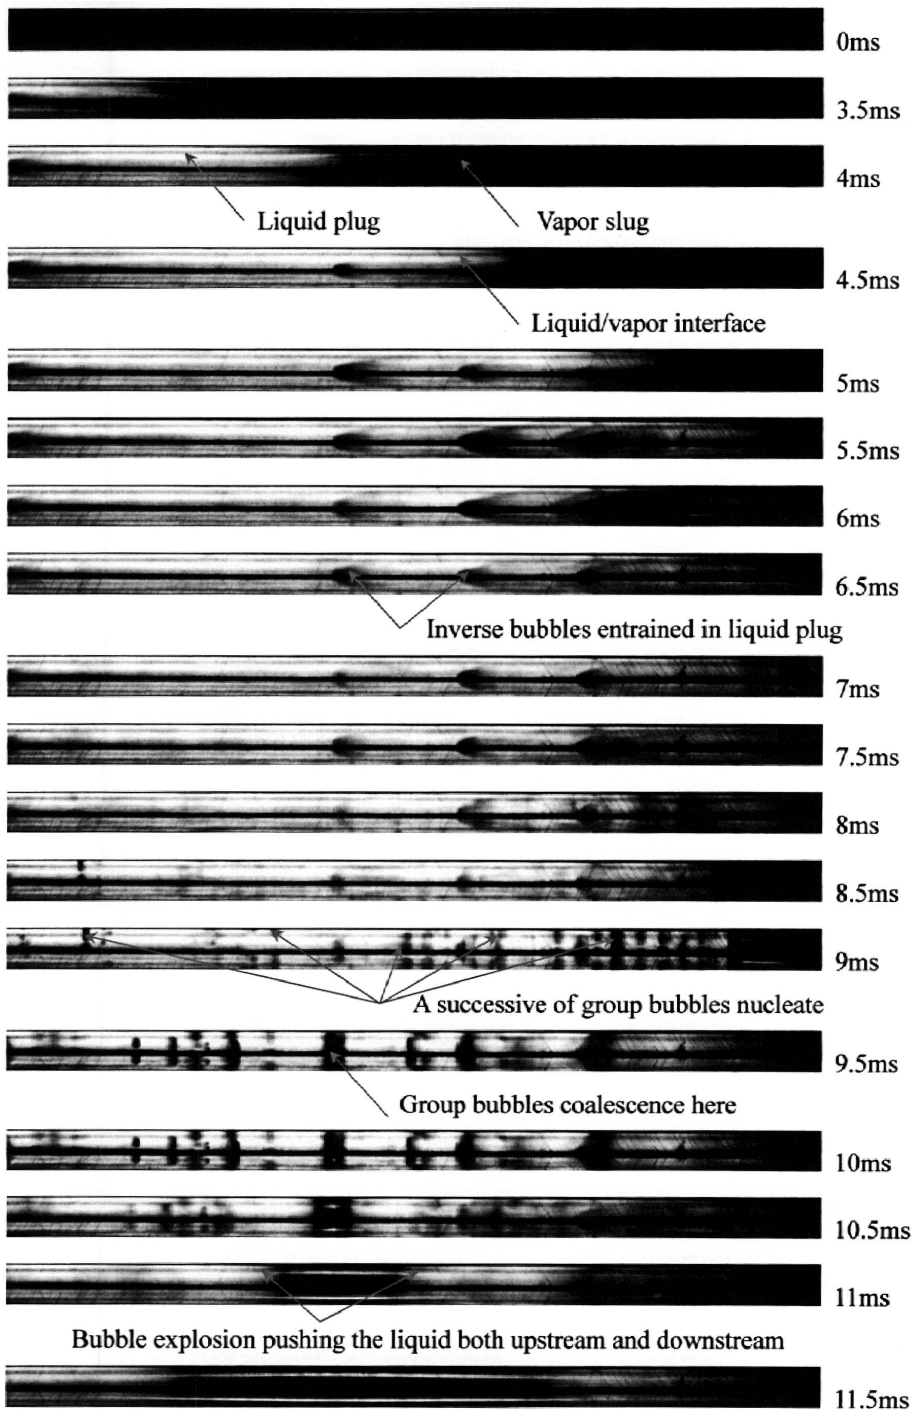 0ms
3.5ms
4ms
Liquid plug
Vapor slug
4.5ms
Liquid/vapor interface
5ms
5.5ms
6ms
6.5ms
Inverse bubbles entrained in liquid plug
7ms
7.5ms
8ms
8.5ms
9ms
A successive of group bubbles nucleate
9.5ms
Group bubbles coalescence here
10ms
10.5ms
11ms
Bubble explosion pushing the liquid both upstream and downstream
11.5ms